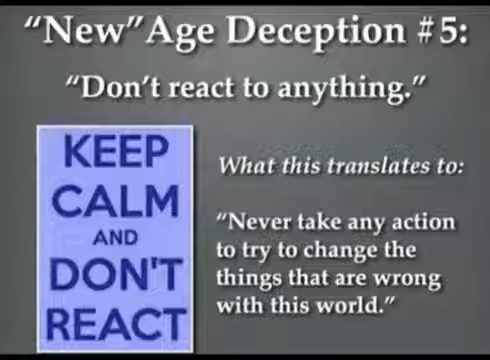 “New”Age Deception #5:
“Don’t react to anything.”
KEEP
CALM
AND
DON'T
REACT
What this translates to:
“Never take any action
to try to change the
things that are wrong
with this world.”